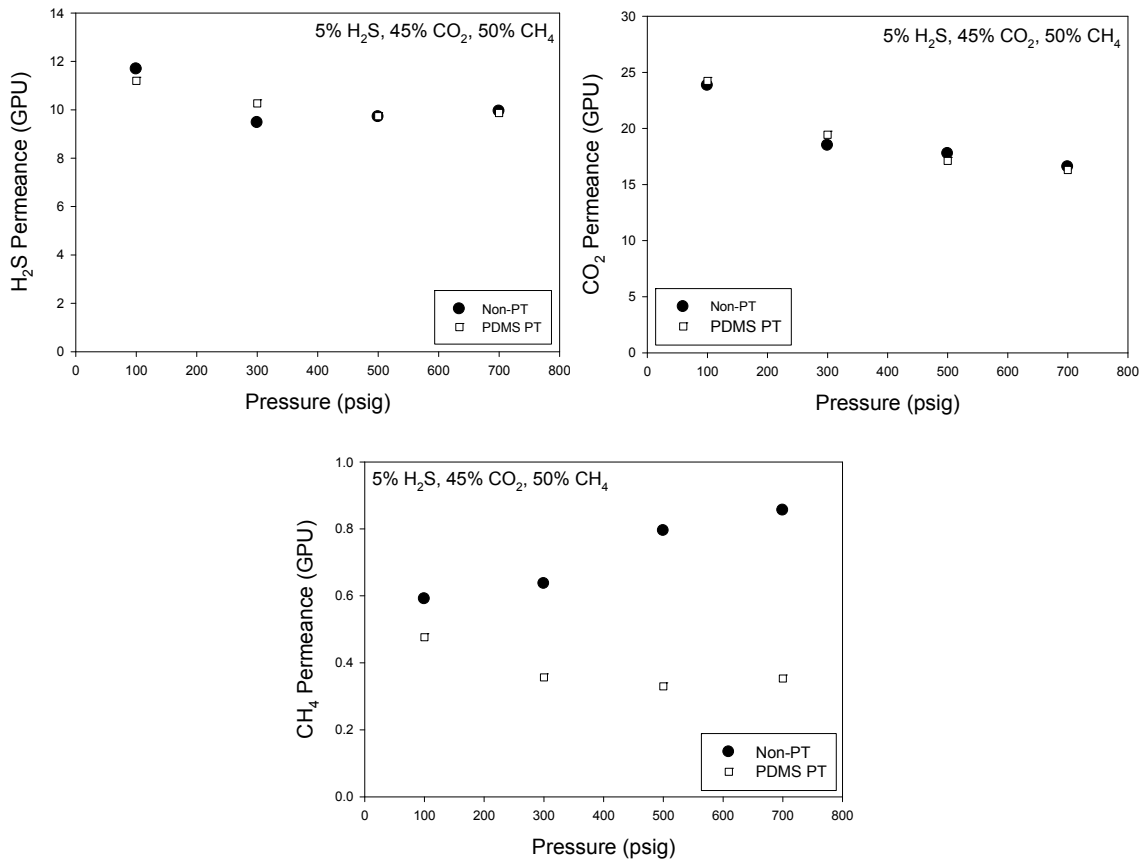 5% H₂S, 45% CO₂, 50% CH₄
H₂S Permeance (GPU)
14
12
10
8
6
4
2
0
Non-PT
PDMS PT
0 100 200 300 400 500 600 700 800
Pressure (psig)
5% H₂S, 45% CO₂, 50% CH₄
CO₂ Permeance (GPU)
30
25
20
15
10
5
0
Non-PT
PDMS PT
0 100 200 300 400 500 600 700 800
Pressure (psig)
5% H₂S, 45% CO₂, 50% CH₄
CH₄ Permeance (GPU)
1.0
0.8
0.6
0.4
0.2
0.0
Non-PT
PDMS PT
0 100 200 300 400 500 600 700 800
Pressure (psig)